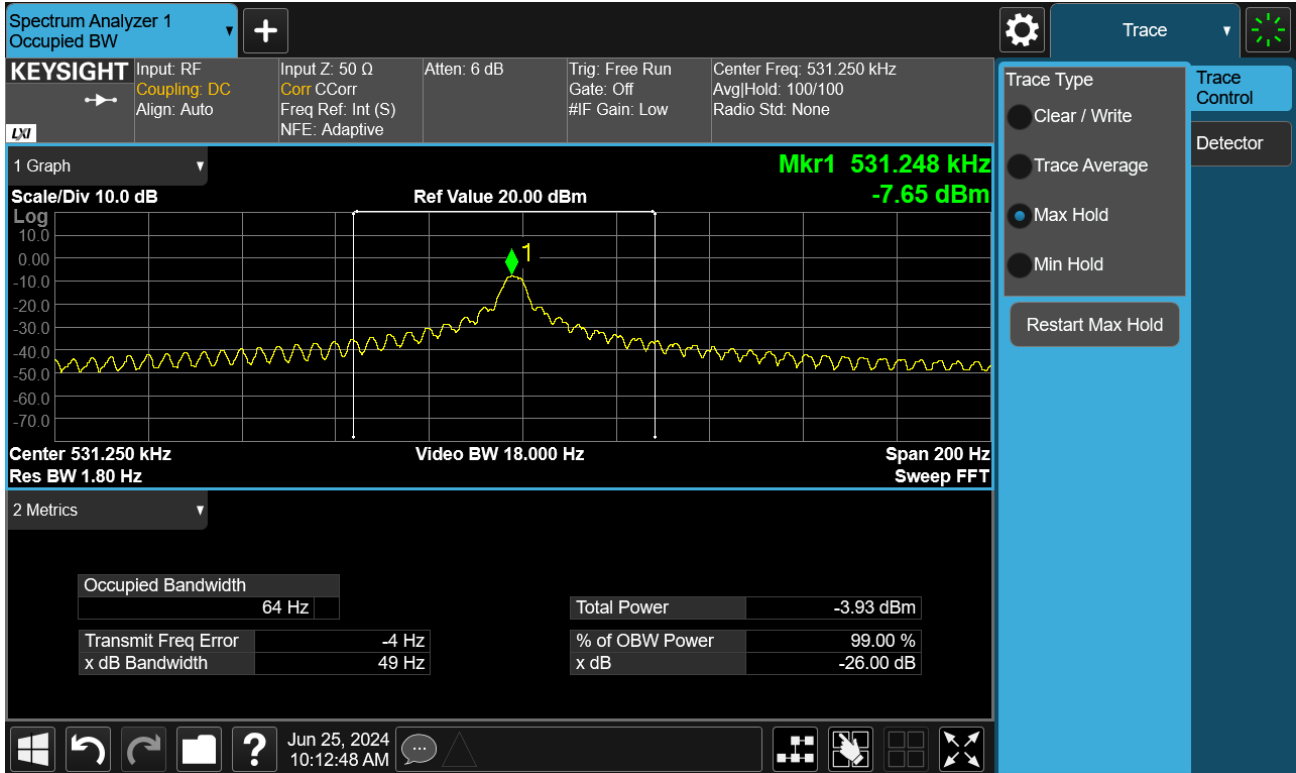 Spectrum Analyzer 1
Occupied BW
+
Trace
KEYSIGHT
LXI
Input: RF
Coupling: DC
Align: Auto
Input Z: 50 Ω
Corr CCorr
Freq Ref: Int (S)
NFE: Adaptive
Atten: 6 dB
Trig: Free Run
Gate: Off
#IF Gain: Low
Center Freq: 531.250 kHz
Avg|Hold: 100/100
Radio Std: None
1 Graph
Mkr1 531.248 kHz
-7.65 dBm
Scale/Div 10.0 dB
Ref Value 20.00 dBm
Log
10.0
0.00
-10.0
-20.0
-30.0
-40.0
-50.0
-60.0
-70.0
1
Center 531.250 kHz
Video BW 18.000 Hz
Span 200 Hz
Res BW 1.80 Hz
Sweep FFT
2 Metrics
Occupied Bandwidth
64 Hz
Transmit Freq Error -4 Hz
x dB Bandwidth 49 Hz
Total Power -3.93 dBm
% of OBW Power 99.00 %
x dB -26.00 dB
Trace Type
Clear / Write
Trace Average
Max Hold
Min Hold
Restart Max Hold
Trace
Control
Detector
?
Jun 25, 2024
10:12:48 AM